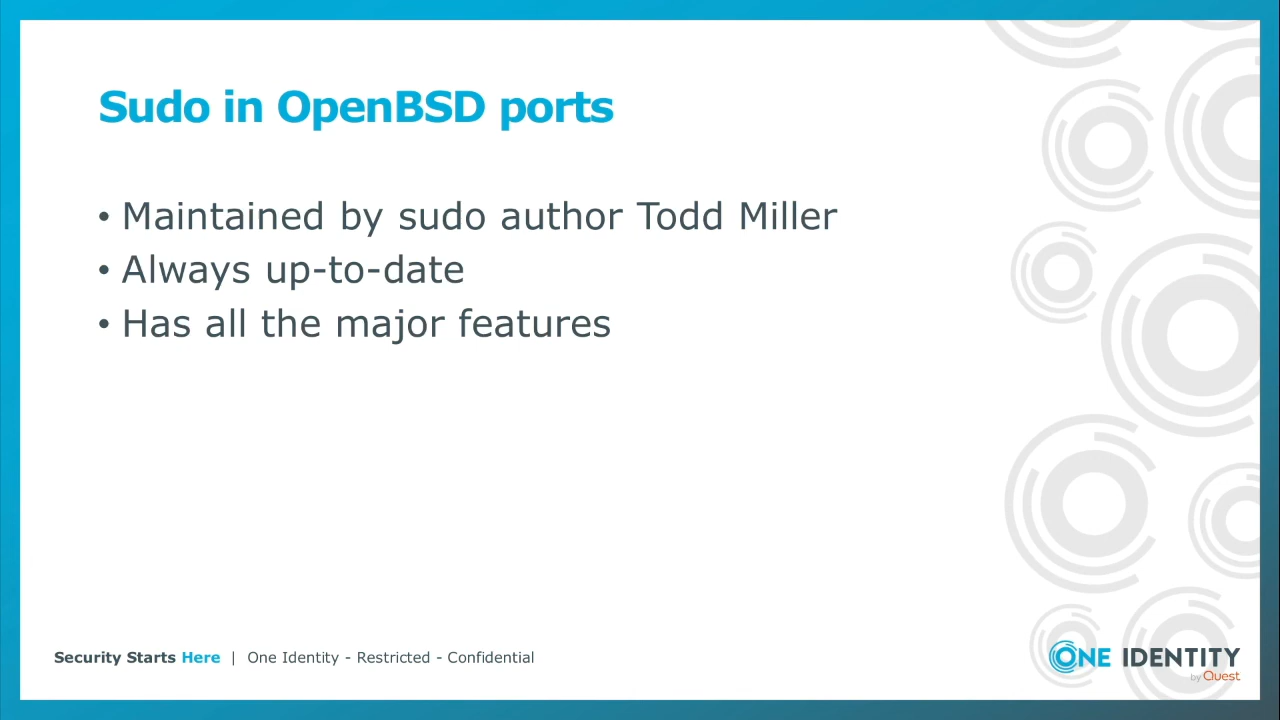 Sudo in OpenBSD ports
• Maintained by sudo author Todd Miller
• Always up-to-date
• Has all the major features
Security Starts Here | One Identity - Restricted - Confidential
ONE IDENTITY
by Quest